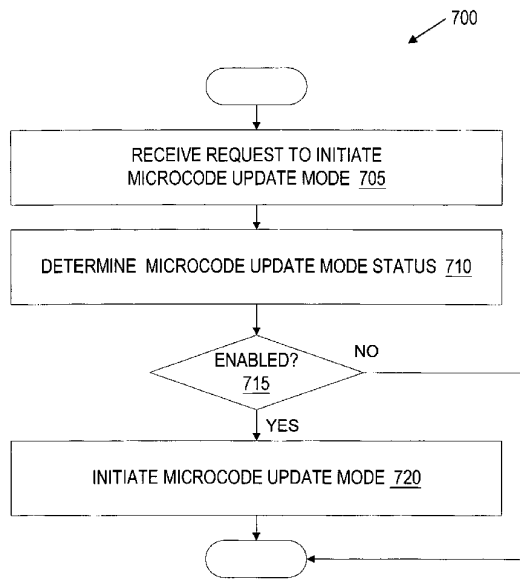 700
RECEIVE REQUEST TO INITIATE
MICROCODE UPDATE MODE 705
DETERMINE MICROCODE UPDATE MODE STATUS 710
ENABLED?
715
NO
YES
INITIATE MICROCODE UPDATE MODE 720